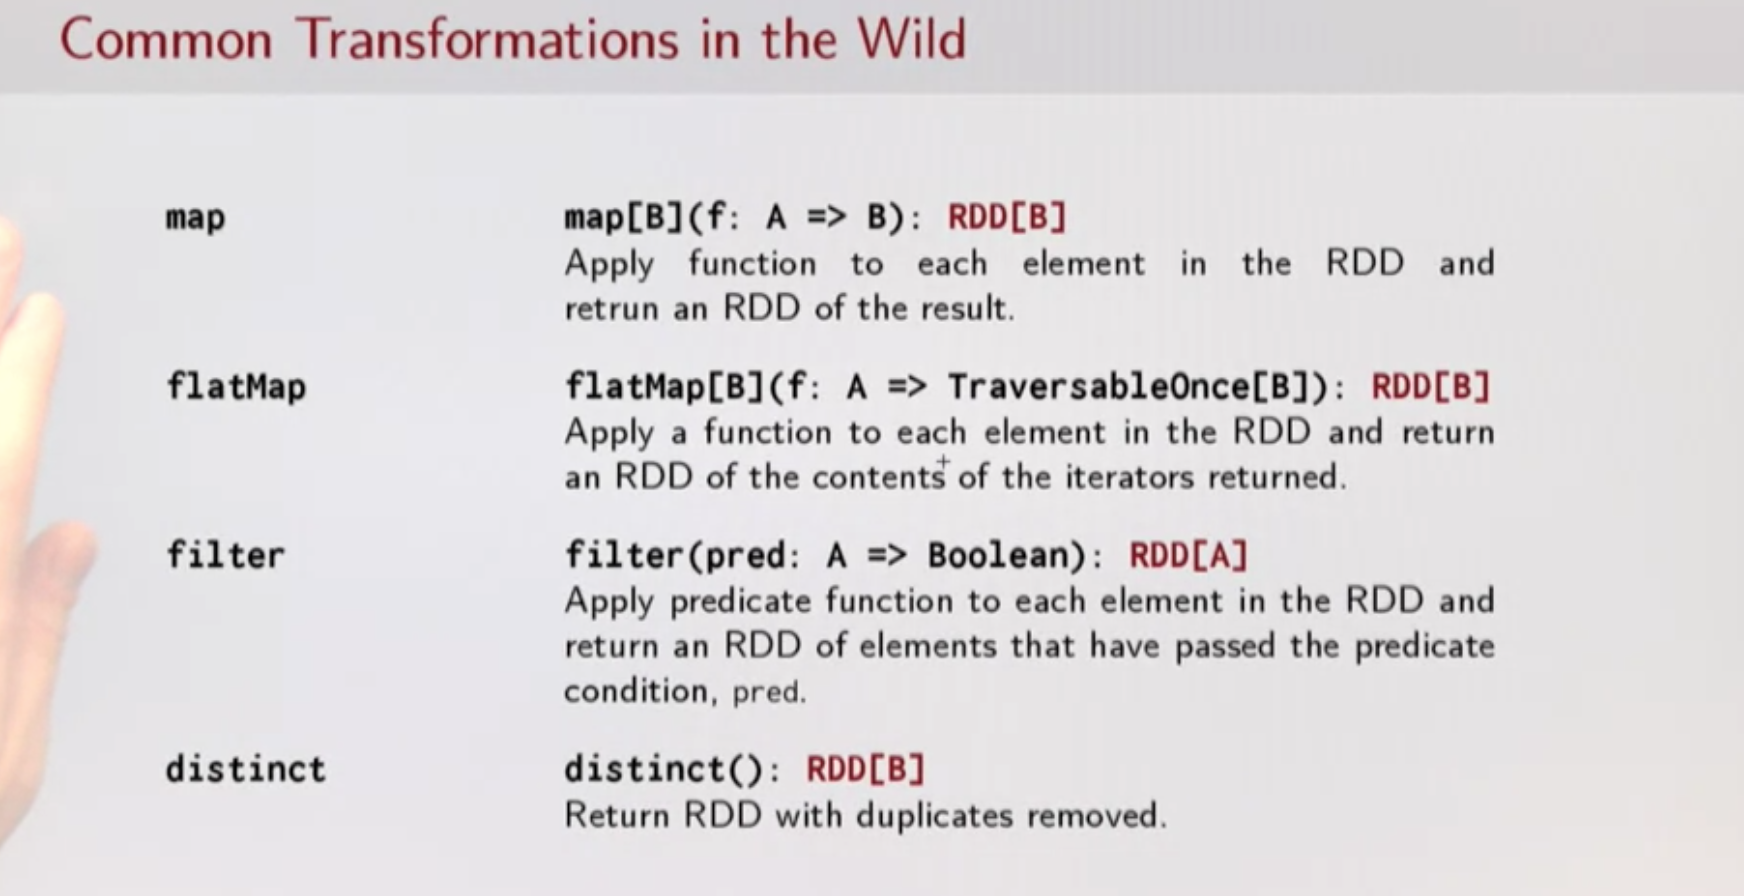 Common Transformations in the Wild
map
map[B](f: A => B): RDD[B]
Apply function to each element in the RDD and
retrun an RDD of the result.
flatMap
flatMap[B](f: A => TraversableOnce[B]): RDD[B]
Apply a function to each element in the RDD and return
an RDD of the contents of the iterators returned.
filter
filter(pred: A => Boolean): RDD[A]
Apply predicate function to each element in the RDD and
return an RDD of elements that have passed the predicate
condition, pred.
distinct
distinct(): RDD[B]
Return RDD with duplicates removed.